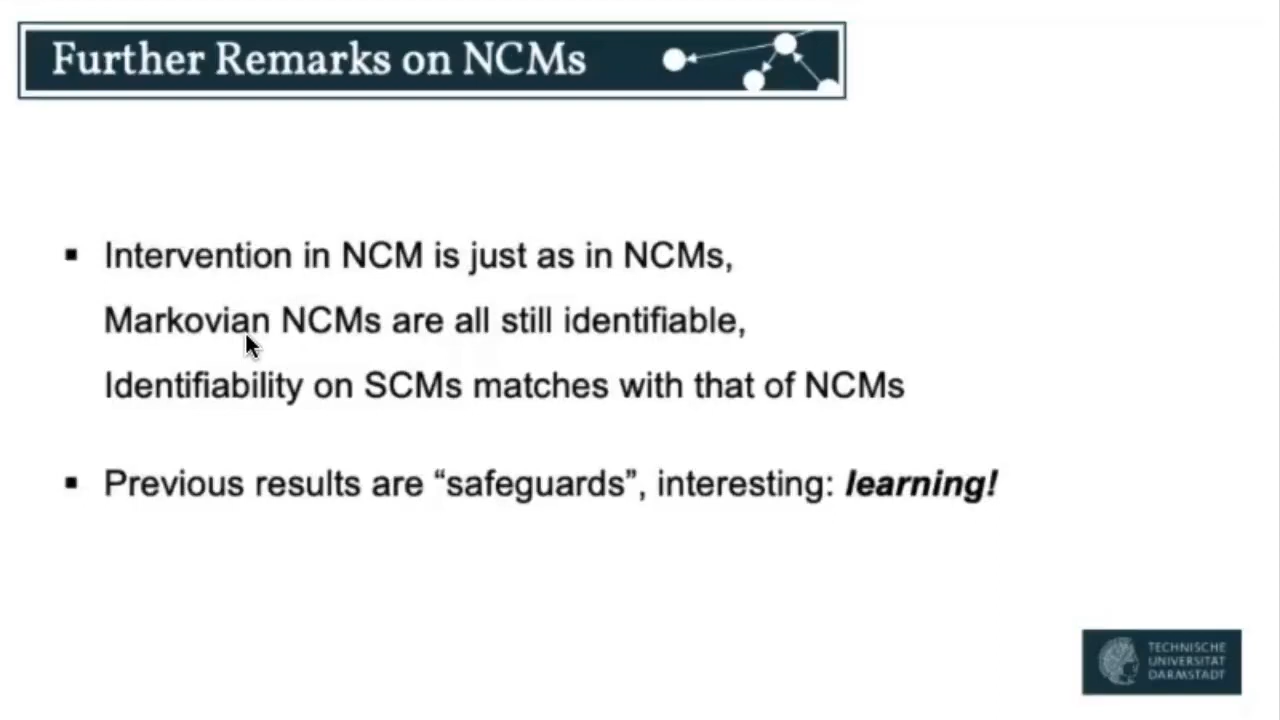 Further Remarks on NCMs
Intervention in NCM is just as in NCMs,
Markovian NCMs are all still identifiable,
Identifiability on SCMs matches with that of NCMs
Previous results are “safeguards”, interesting: learning!
TECHNISCHE
UNIVERSITÄT
DARMSTADT